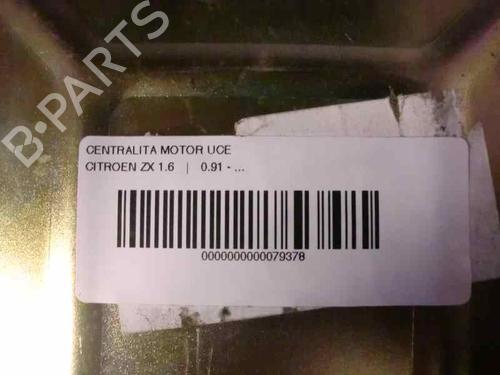 B-PARTS
CENTRALITA MOTOR UCE
CITROEN ZX 1.6 | 0.91 - ...
0000000000079378